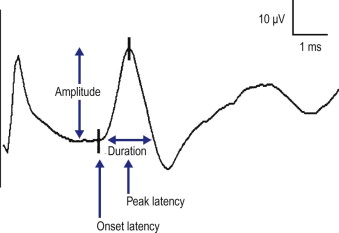 10 µV
1 ms
Amplitude
Duration
Peak latency
Onset latency